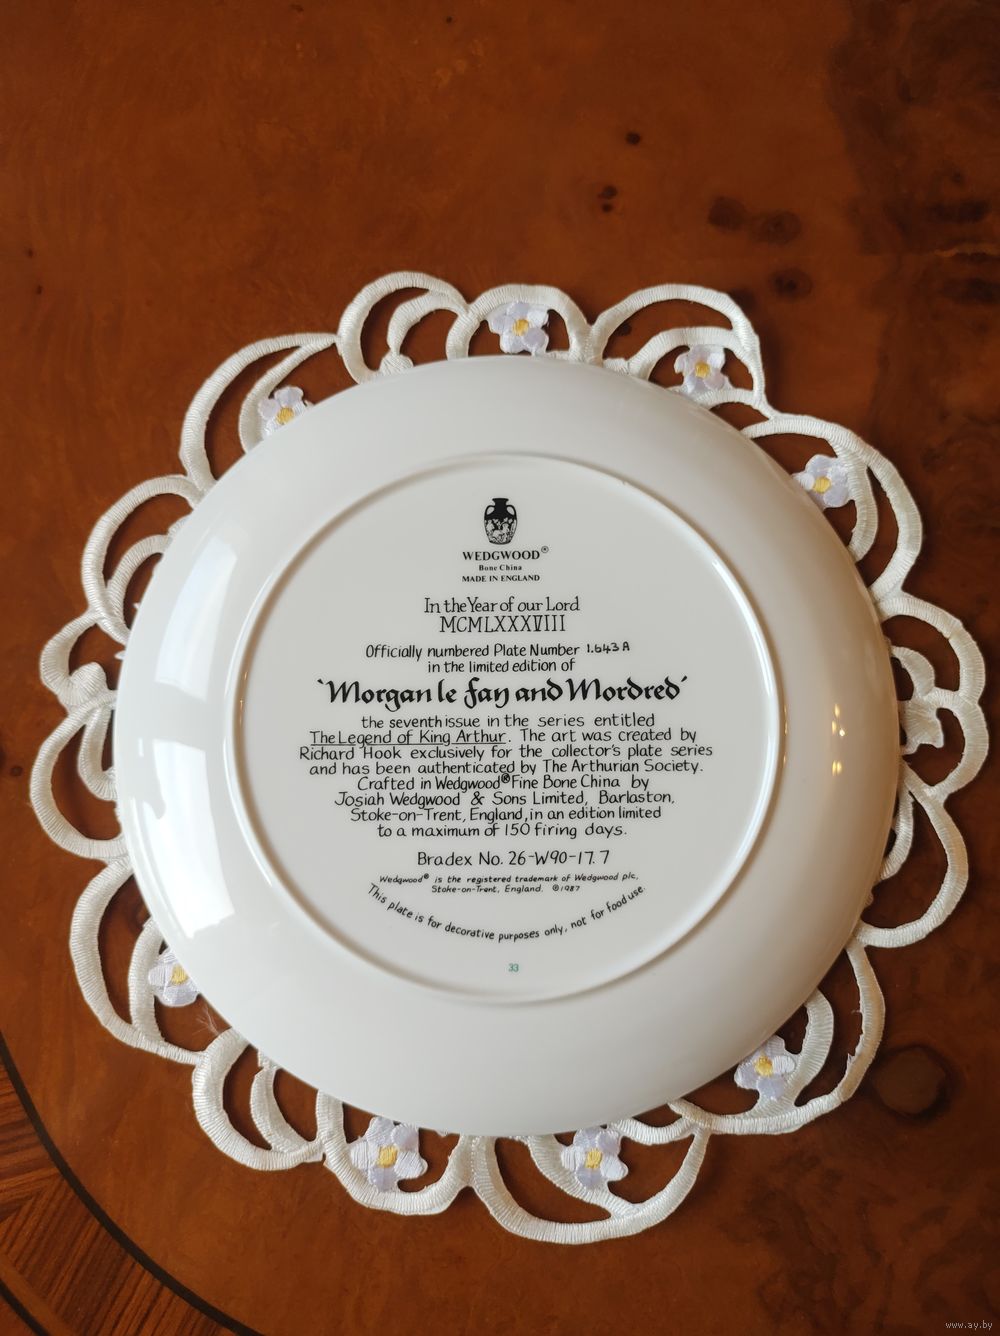 WEDGWOOD®
Bone China
MADE IN ENGLAND
In the Year of our Lord
MCMLXXXVIII
Officially numbered Plate Number 1.643 A
in the limited edition of
'Morgan le fay and Mordred'
the seventh issue in the series entitled
The Legend of King Arthur. The art was created by
Richard Hook exclusively for the collector's plate series
and has been authenticated by The Arthurian Society.
Crafted in Wedgwood® Fine Bone China by
Josiah Wedgwood & Sons Limited, Barlaston,
Stoke-on-Trent, England, in an edition limited
to a maximum of 150 firing days.
Bradex No. 26-W90-17.7
Wedgwood® is the registered trademark of Wedgwood plc,
Stoke-on-Trent, England. ©1987
This plate is for decorative purposes only, not for food use.
33
www.ay.by